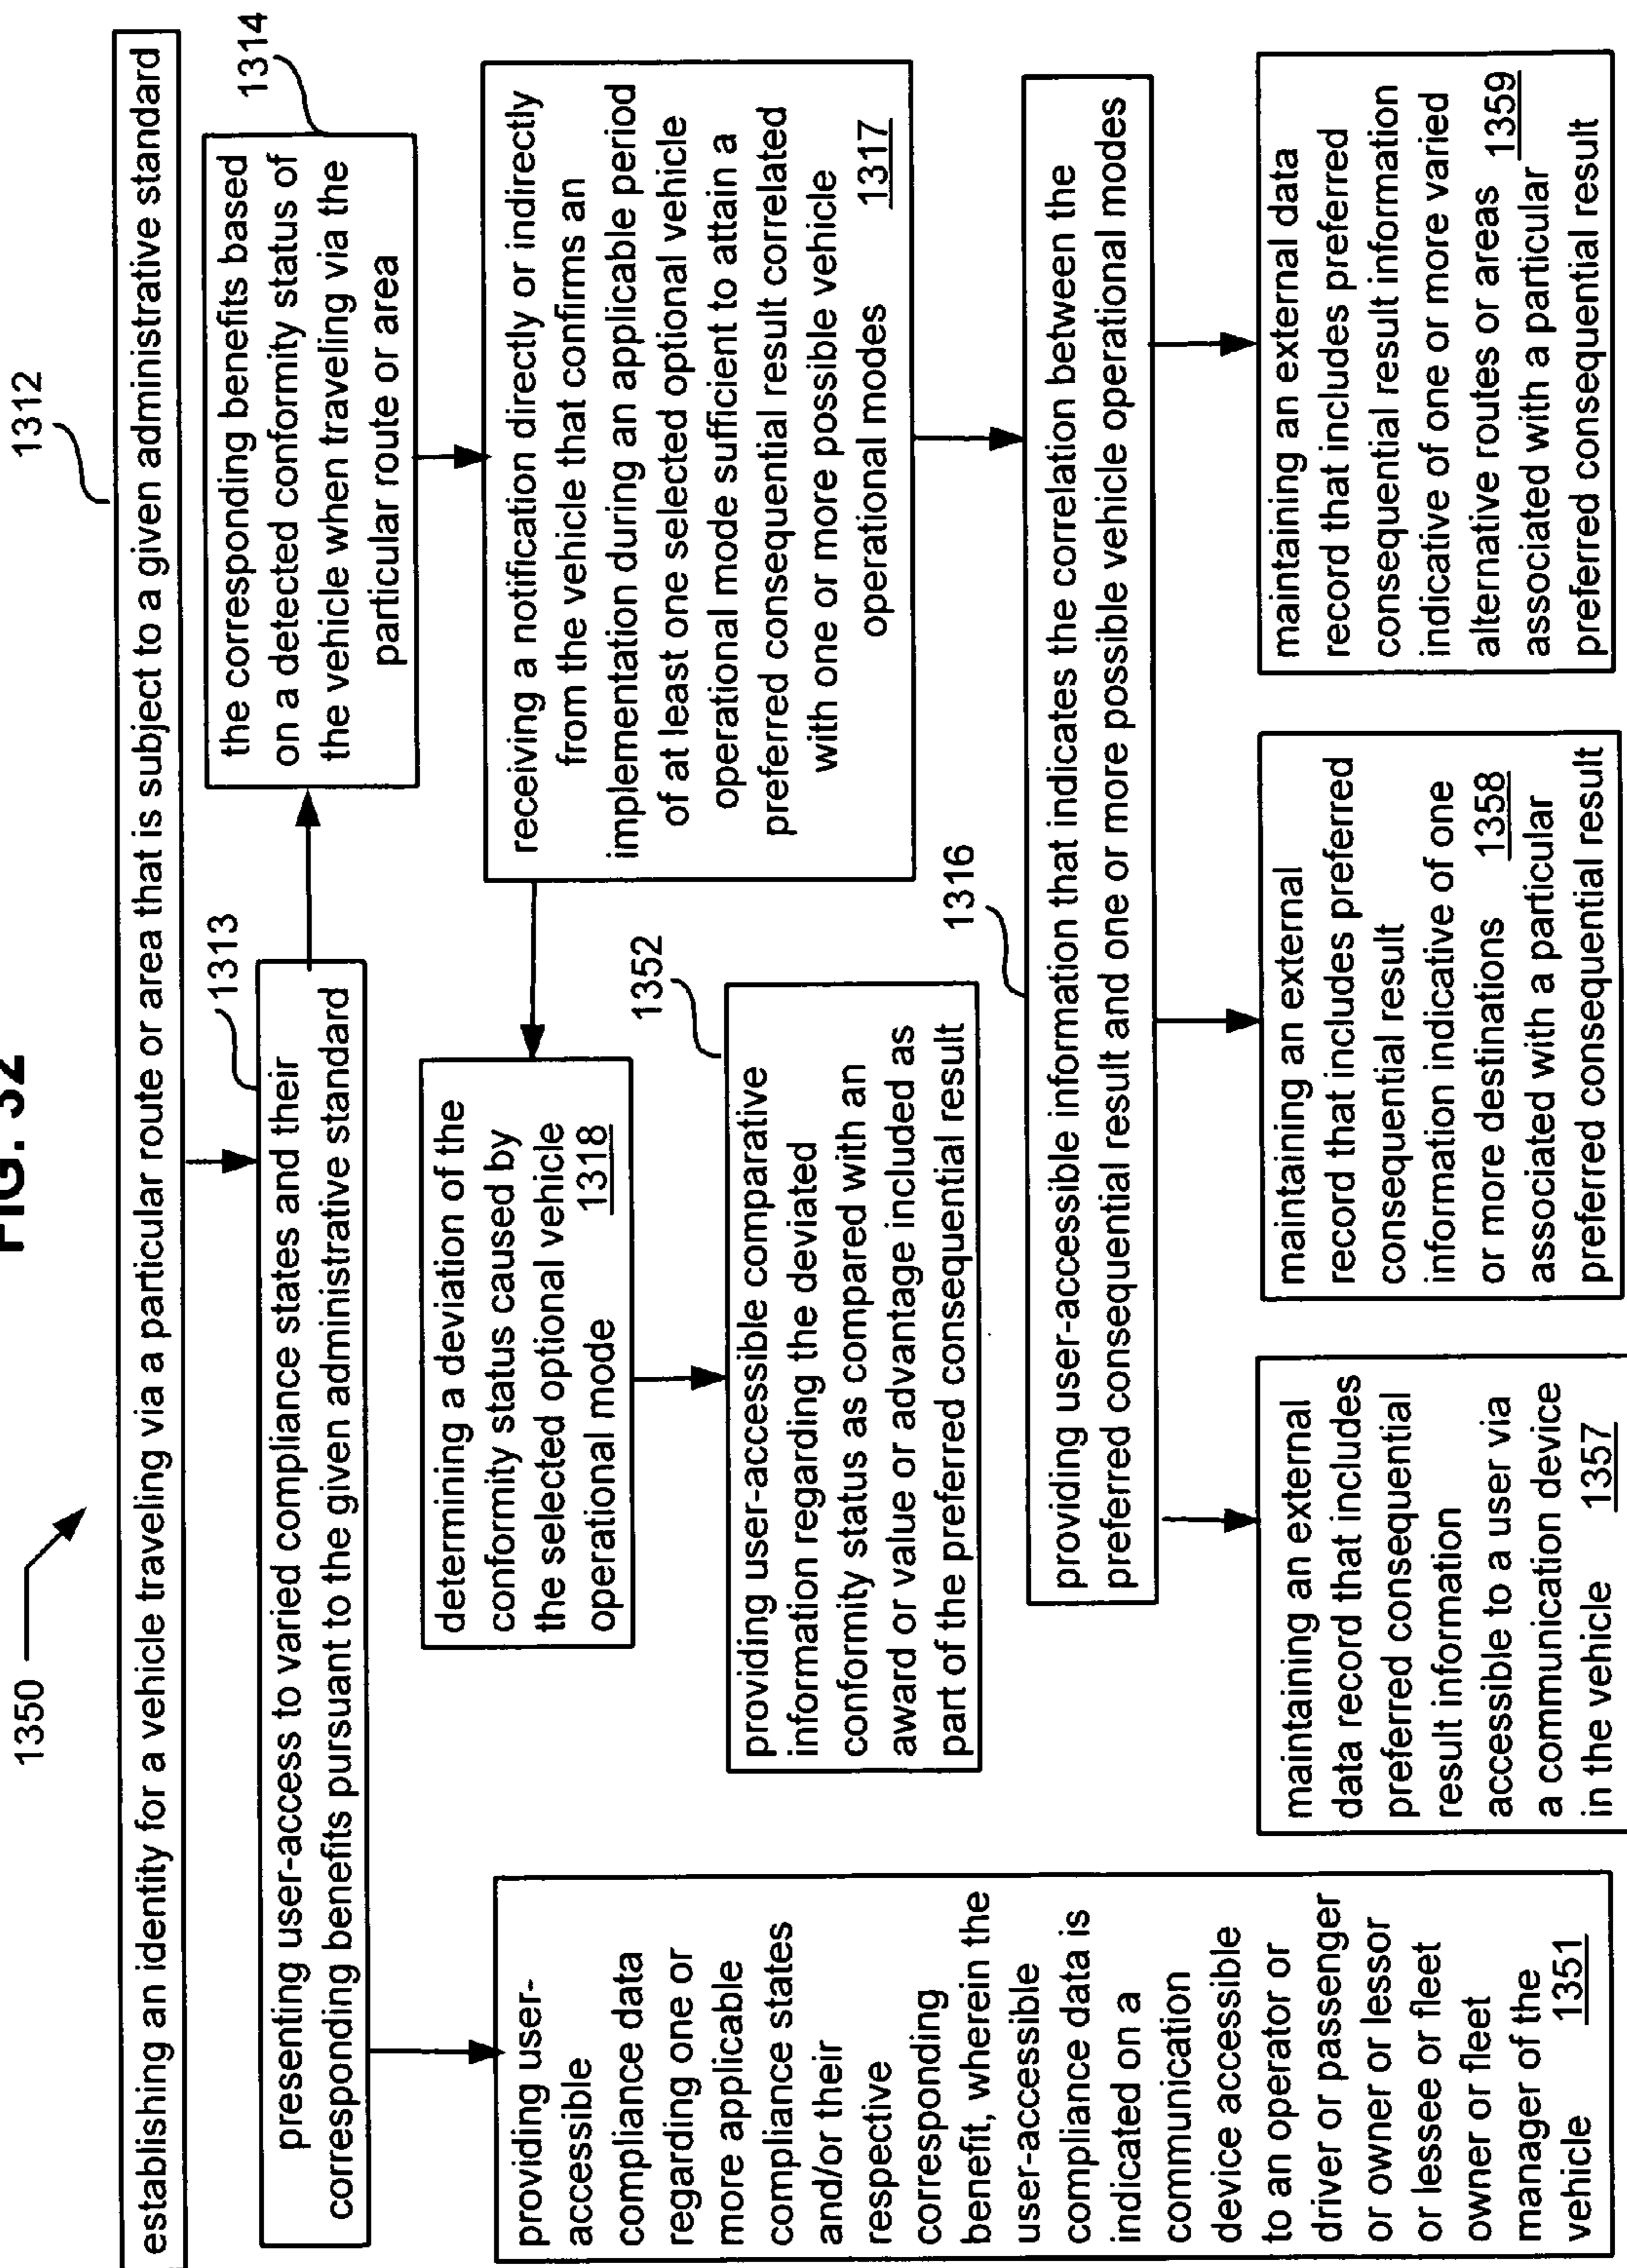 FIG. 32
1350
1312
establishing an identity for a vehicle traveling via a particular route or area that is subject to a given administrative standard
1313
presenting user-access to varied compliance states and their
corresponding benefits pursuant to the given administrative standard
1314
the corresponding benefits based
on a detected conformity status of
the vehicle when traveling via the
particular route or area
receiving a notification directly or indirectly
from the vehicle that confirms an
implementation during an applicable period
of at least one selected optional vehicle
operational mode sufficient to attain a
preferred consequential result correlated
with one or more possible vehicle
operational modes 1317
determining a deviation of the
conformity status caused by
the selected optional vehicle
operational mode 1318
1352
providing user-accessible comparative
information regarding the deviated
conformity status as compared with an
award or value or advantage included as
part of the preferred consequential result
1316
providing user-accessible information that indicates the correlation between the
preferred consequential result and one or more possible vehicle operational modes
providing user-
accessible
compliance data
regarding one or
more applicable
compliance states
and/or their
respective
corresponding
benefit, wherein the
user-accessible
compliance data is
indicated on a
communication
device accessible
to an operator or
driver or passenger
or owner or lessor
or lessee or fleet
owner or fleet
manager of the
vehicle 1351
maintaining an external
data record that includes
preferred consequential
result information
accessible to a user via
a communication device
in the vehicle 1357
maintaining an external
record that includes preferred
consequential result
information indicative of one
or more destinations 1358
associated with a particular
preferred consequential result
maintaining an external data
record that includes preferred
consequential result information
indicative of one or more varied
alternative routes or areas 1359
associated with a particular
preferred consequential result